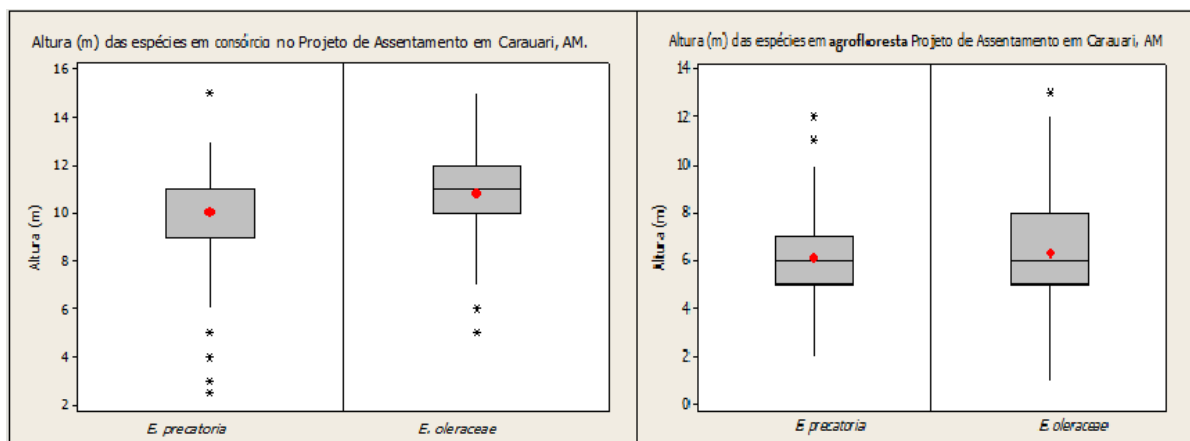 Altura (m) das espécies em consórcio no Projeto de Assentamento em Carauari, AM.
16
14
12
10
8
6
4
2
Altura (m)
E. precatoria
E. oleraceae
Altura (m) das espécies em agrofloresta Projeto de Assentamento em Carauari, AM
14
12
10
8
6
4
2
0
Altura (m)
E precatoria
E. oleraceae